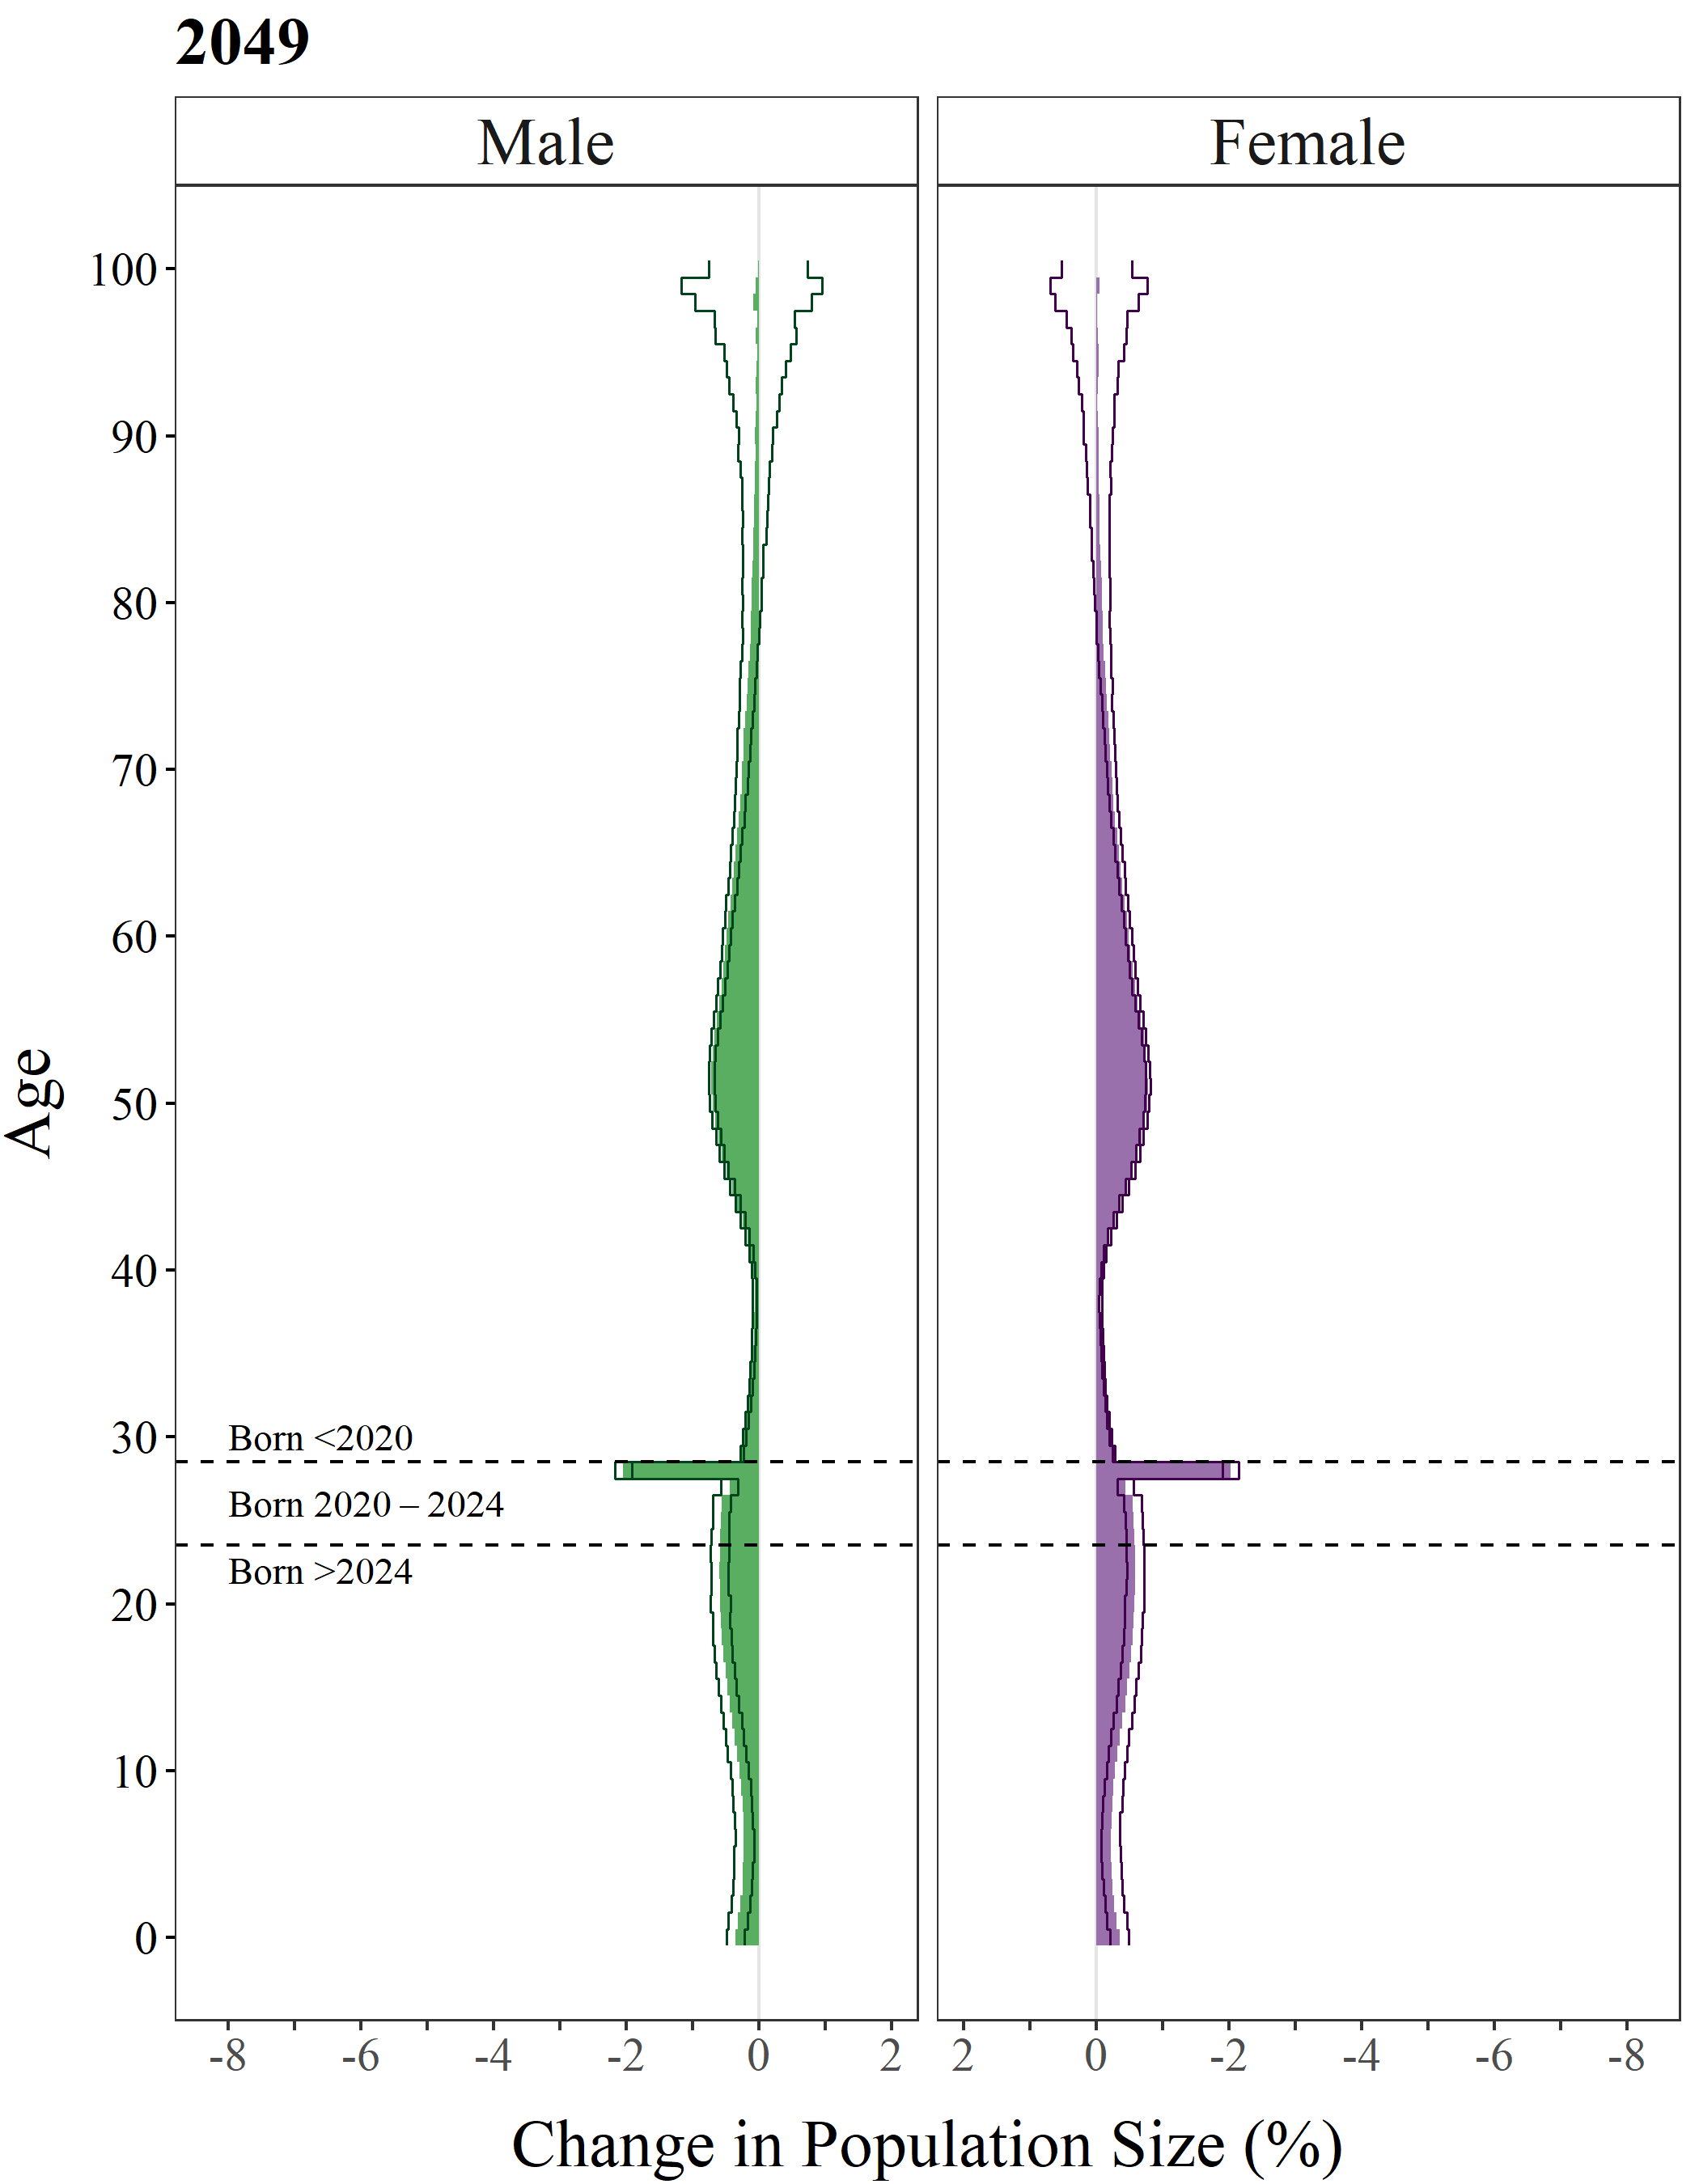 2049
Male
Female
100
90
80
70
60
50
40
30
20
10
0
Age
Born <2020
Born 2020 – 2024
Born >2024
-8 -6 -4 -2 0 2
2 0 -2 -4 -6 -8
Change in Population Size (%)